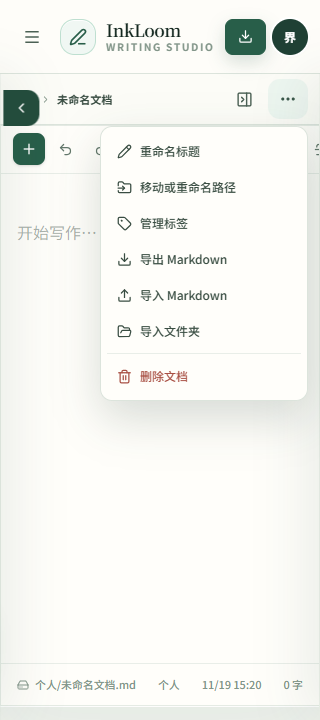 InkLoom
WRITING STUDIO
界
未命名文档
重命名标题
移动或重命名路径
管理标签
导出 Markdown
导入 Markdown
导入文件夹
删除文档
开始写作…
个人/未命名文档.md 个人 11/19 15:20 0 字